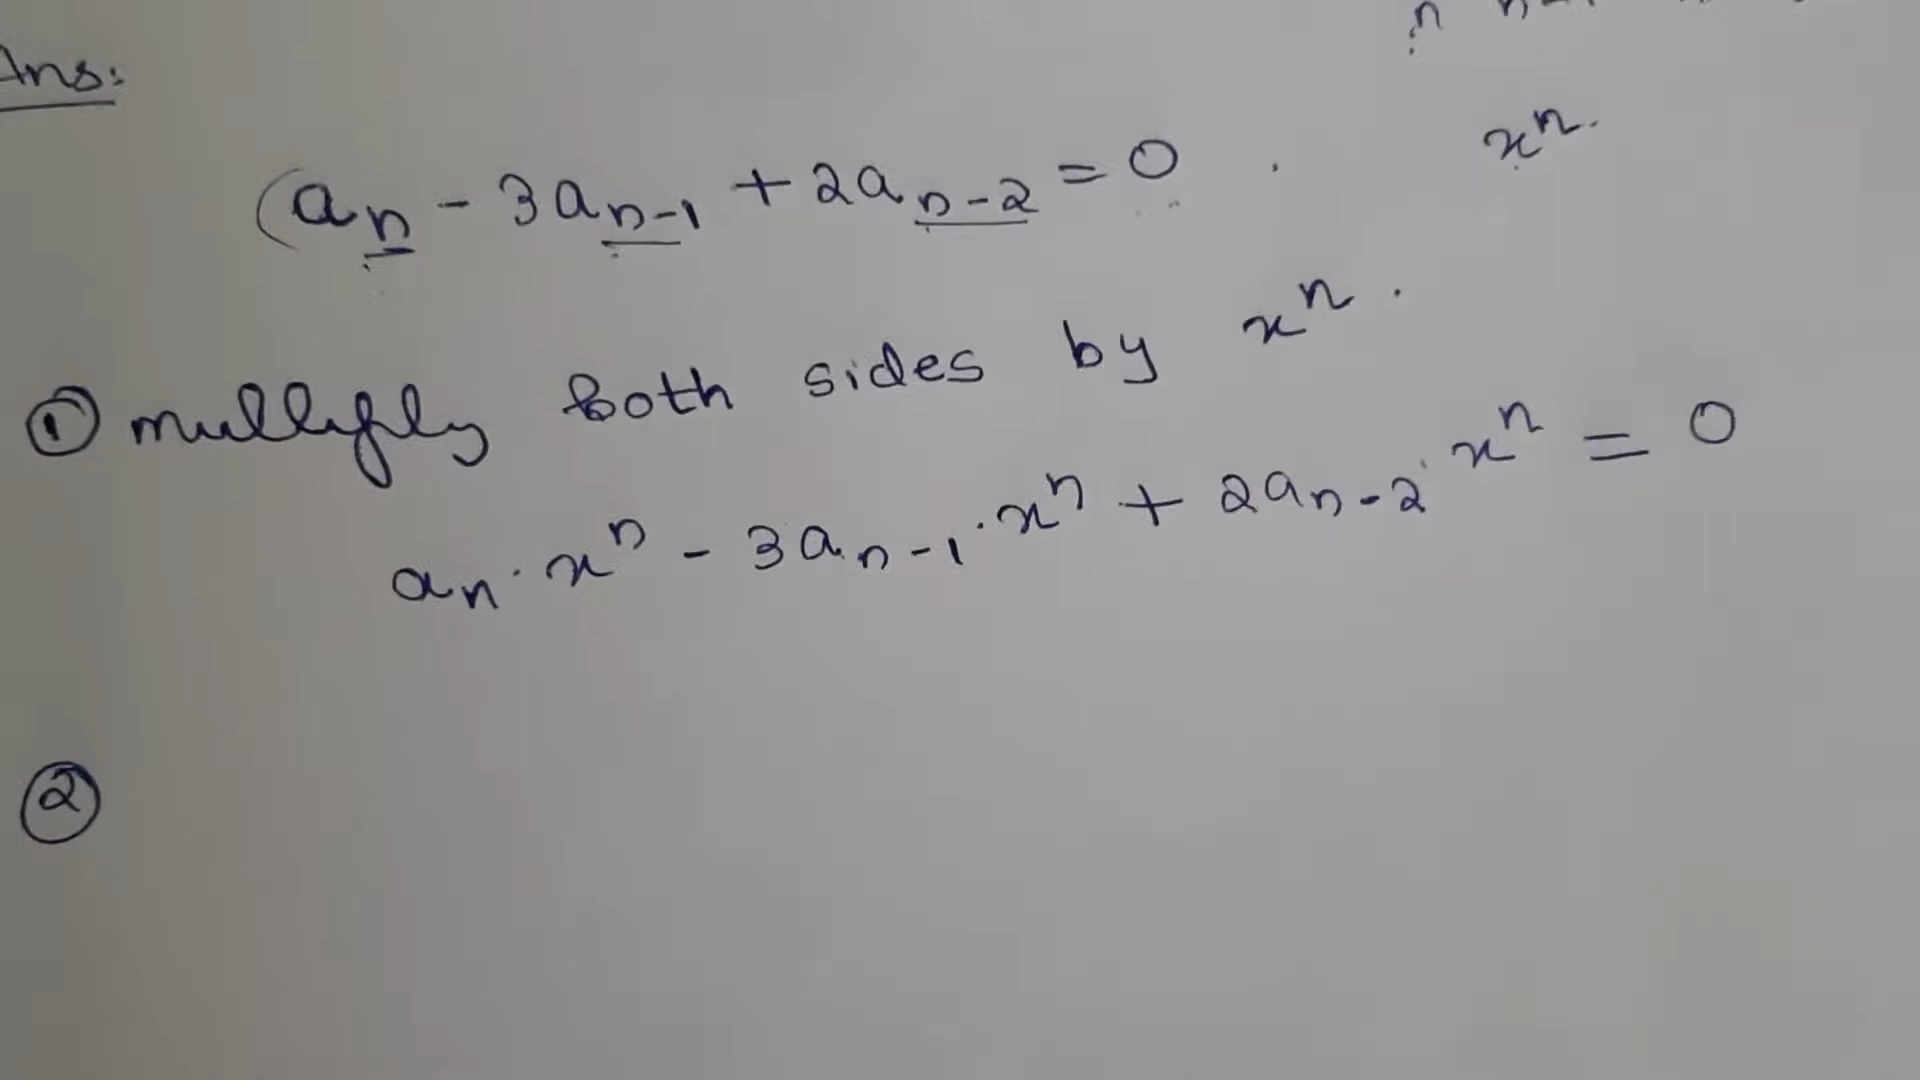 Ans:
(aₙ - 3aₙ₋₁ + 2aₙ₋₂ = 0 . xⁿ.
① multiply both sides by xⁿ.
aₙ·xⁿ - 3aₙ₋₁·xⁿ + 2aₙ₋₂ xⁿ = 0
②